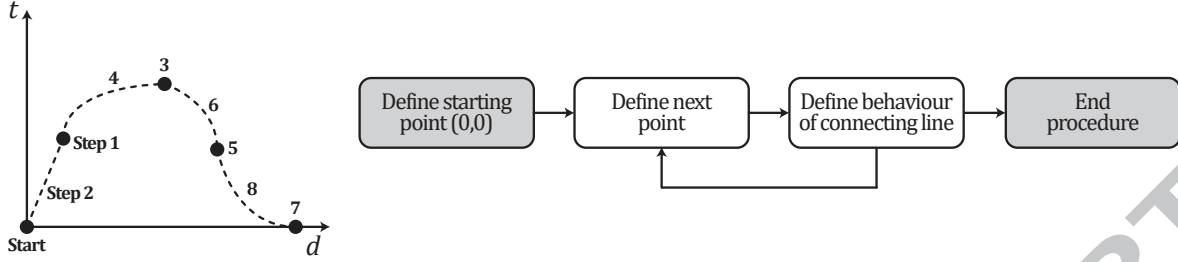 t
3
4
6
Step 1
5
Step 2
8
7
Start
d
Define starting
point (0,0)
Define next
point
Define behaviour
of connecting line
End
procedure
PT